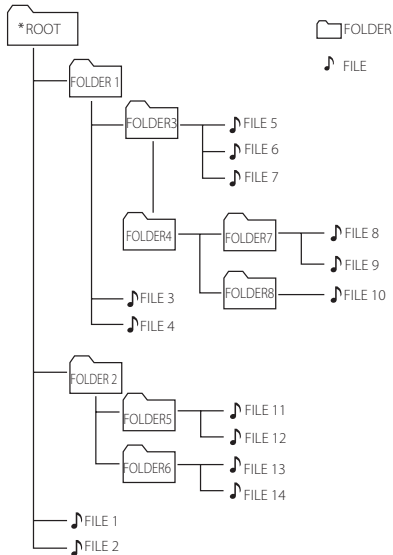 *ROOT
FOLDER
FILE
FOLDER 1
FOLDER3
FILE 5
FILE 6
FILE 7
FOLDER4
FOLDER7
FILE 8
FILE 9
FOLDER8
FILE 10
FILE 3
FILE 4
FOLDER 2
FOLDER5
FILE 11
FILE 12
FOLDER6
FILE 13
FILE 14
FILE 1
FILE 2